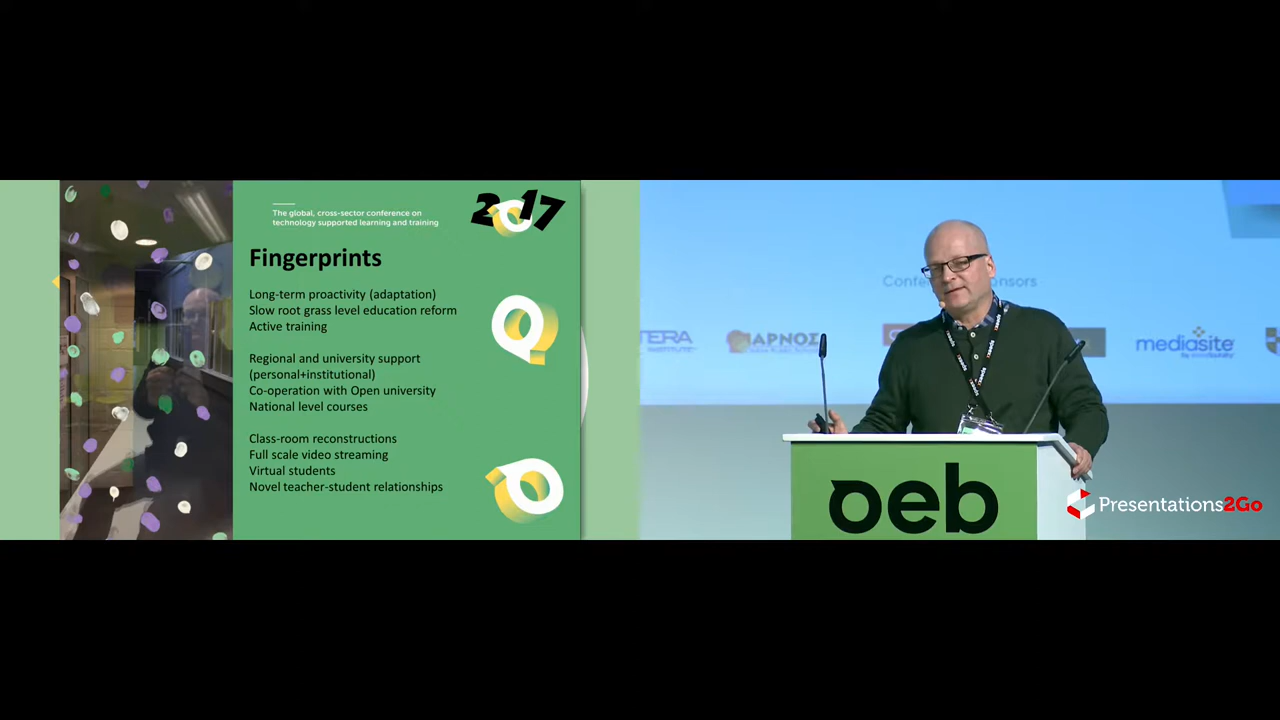 The global, cross-sector conference on
technology supported learning and training
2017
Fingerprints
Long-term proactivity (adaptation)
Slow root grass level education reform
Active training
Regional and university support
(personal+institutional)
Co-operation with Open university
National level courses
Class-room reconstructions
Full scale video streaming
Virtual students
Novel teacher-student relationships
mediasite
oeb
Presentations2Go